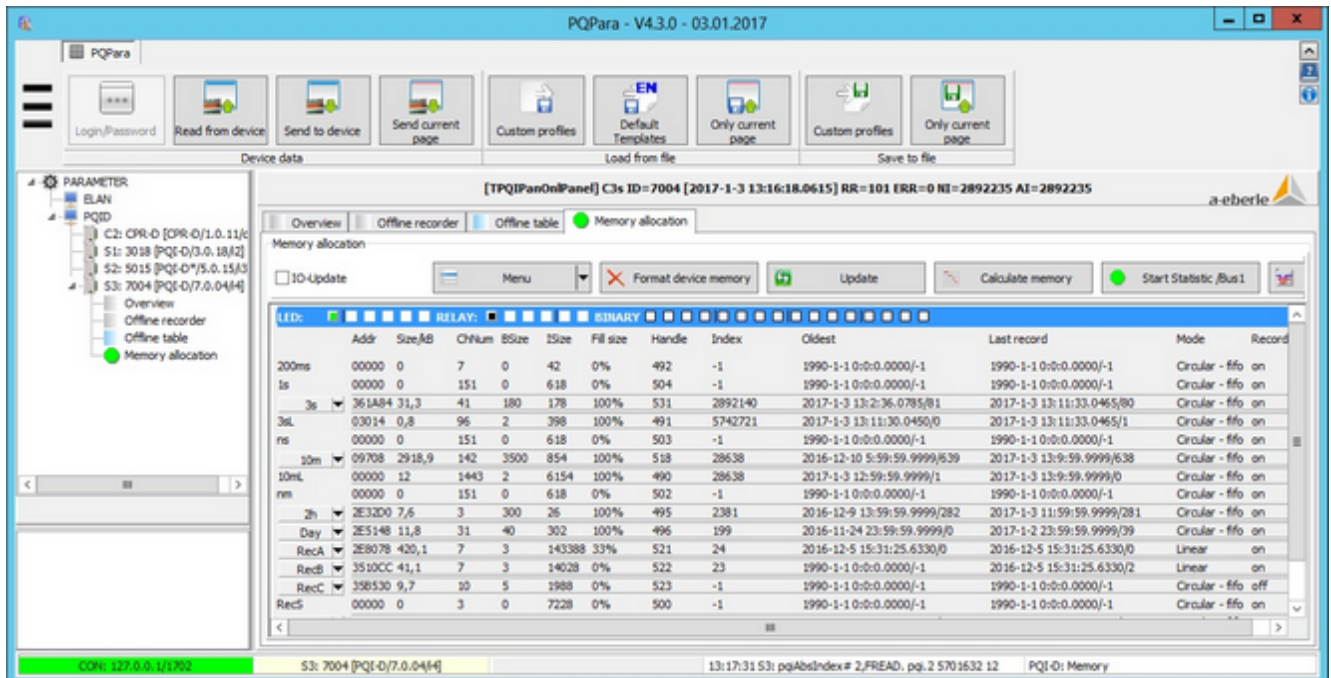 PQPara - V4.3.0 - 03.01.2017
PQPara
Login/Password Read from device Send to device Send current page Custom profiles EN Default Templates Only current page Custom profiles Only current page
Device data Load from file Save to file
PARAMETER
ELAN
PQID
C2: CPR-D [CPR-D/1.0.11/c
S1: 3018 [PQI-D/3.0.18/i2]
S2: 5015 [PQI-D*/5.0.15/i3
S3: 7004 [PQI-D/7.0.04/i4]
Overview
Offline recorder
Offline table
Memory allocation
[TPQIPanOnlPanel] C3s ID=7004 [2017-1-3 13:16:18.0615] RR=101 ERR=0 NI=2892235 AI=2892235
a-eberle
Overview Offline recorder Offline table Memory allocation
Memory allocation
IO-Update Menu Format device memory Update Calculate memory Start Statistic /Bus1
LED: RELAY: BINARY
Addr Size/kB ChNum BSize ISize Fill size Handle Index Oldest Last record Mode Record
200ms 00000 0 7 0 42 0% 492 -1 1990-1-1 0:0:0.0000/-1 1990-1-1 0:0:0.0000/-1 Circular - fifo on
1s 00000 0 151 0 618 0% 504 -1 1990-1-1 0:0:0.0000/-1 1990-1-1 0:0:0.0000/-1 Circular - fifo on
3s 361A84 31,3 41 180 178 100% 531 2892140 2017-1-3 13:2:36.0785/81 2017-1-3 13:11:33.0465/80 Circular - fifo on
3sL 03014 0,8 96 2 398 100% 491 5742721 2017-1-3 13:11:30.0450/0 2017-1-3 13:11:33.0465/1 Circular - fifo on
ns 00000 0 151 0 618 0% 503 -1 1990-1-1 0:0:0.0000/-1 1990-1-1 0:0:0.0000/-1 Circular - fifo on
10m 09708 2918,9 142 3500 854 100% 518 28638 2016-12-10 5:59:59.9999/639 2017-1-3 13:9:59.9999/638 Circular - fifo on
10mL 00000 12 1443 2 6154 100% 490 28638 2017-1-3 12:59:59.9999/1 2017-1-3 13:9:59.9999/0 Circular - fifo on
nm 00000 0 151 0 618 0% 502 -1 1990-1-1 0:0:0.0000/-1 1990-1-1 0:0:0.0000/-1 Circular - fifo on
2h 2E32D0 7,6 3 300 26 100% 495 2381 2016-12-9 13:59:59.9999/282 2017-1-3 11:59:59.9999/281 Circular - fifo on
Day 2E5148 11,8 31 40 302 100% 496 199 2016-11-24 23:59:59.9999/0 2017-1-2 23:59:59.9999/39 Circular - fifo on
RecA 2E8078 420,1 7 3 143388 33% 521 24 2016-12-5 15:31:25.6330/0 2016-12-5 15:31:25.6330/0 Linear on
RecB 3510CC 41,1 7 3 14028 0% 522 23 1990-1-1 0:0:0.0000/-1 2016-12-5 15:31:25.6330/2 Linear on
RecC 35B530 9,7 10 5 1988 0% 523 -1 1990-1-1 0:0:0.0000/-1 1990-1-1 0:0:0.0000/-1 Circular - fifo off
RecS 00000 0 3 0 7228 0% 500 -1 1990-1-1 0:0:0.0000/-1 1990-1-1 0:0:0.0000/-1 Circular - fifo on
CON: 127.0.0.1/1702 S3: 7004 [PQI-D/7.0.04/i4] 13:17:31 S3: pqiAbsIndex# 2,FREAD. pqi.2 5701632 12 PQI-D: Memory